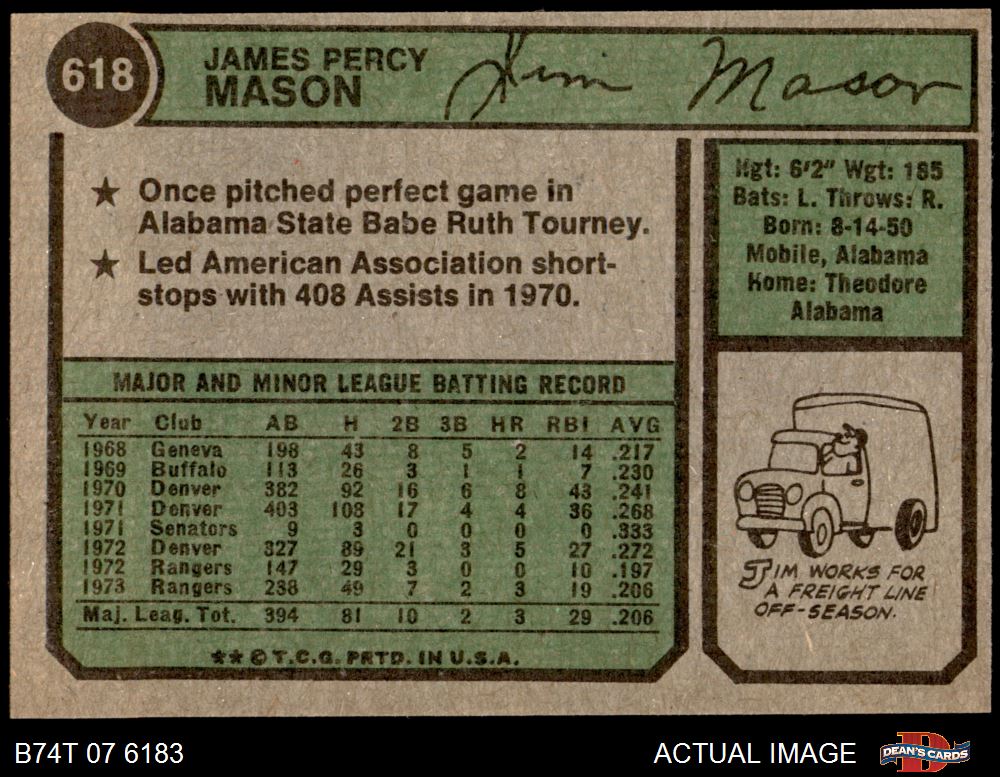 618
JAMES PERCY
MASON
Jim Mason
★ Once pitched perfect game in
Alabama State Babe Ruth Tourney.
★ Led American Association short-
stops with 408 Assists in 1970.
Hgt: 6'2" Wgt: 185
Bats: L. Throws: R.
Born: 8-14-50
Mobile, Alabama
Home: Theodore
Alabama
MAJOR AND MINOR LEAGUE BATTING RECORD
Year Club AB H 2B 3B HR RBI AVG
1968 Geneva 198 43 8 5 2 14 .217
1969 Buffalo 113 26 3 1 1 7 .230
1970 Denver 382 92 16 6 8 43 .241
1971 Denver 403 108 17 4 4 36 .268
1971 Senators 9 3 0 0 0 0 .333
1972 Denver 327 89 21 3 5 27 .272
1972 Rangers 147 29 3 0 0 10 .197
1973 Rangers 238 49 7 2 3 19 .206
Maj. Leag. Tot. 394 81 10 2 3 29 .206
★★ © T.C.G. PRTD. IN U.S.A.
JIM WORKS FOR
A FREIGHT LINE
OFF-SEASON.
B74T 07 6183
ACTUAL IMAGE
DEAN'S CARDS